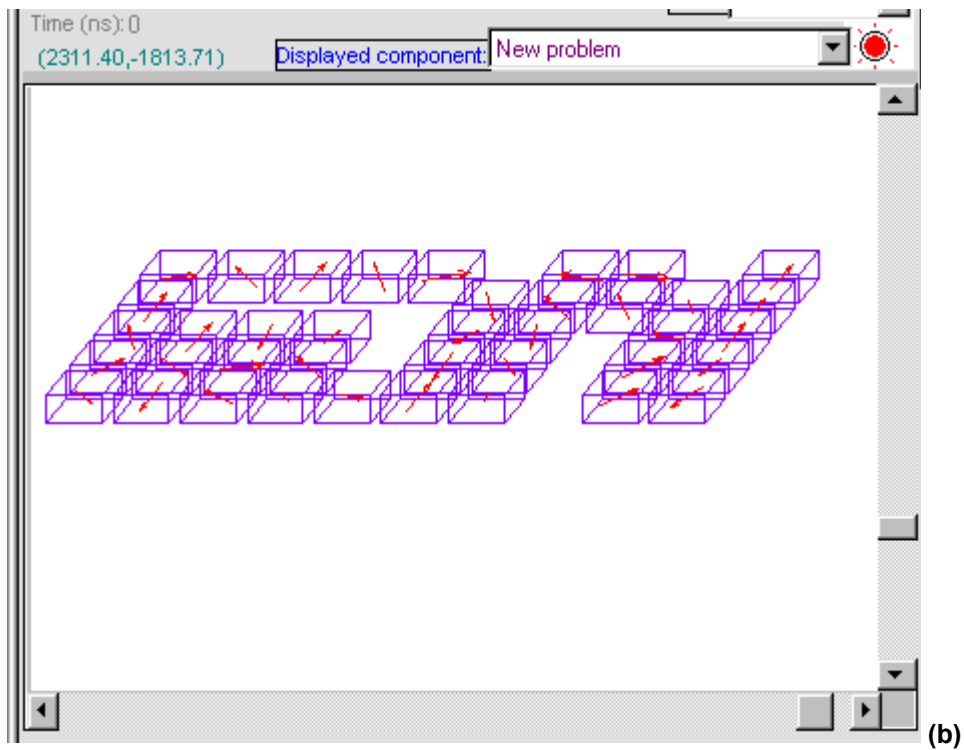 Time (ns): 0
(2311.40,-1813.71)
Displayed component: New problem
(b)